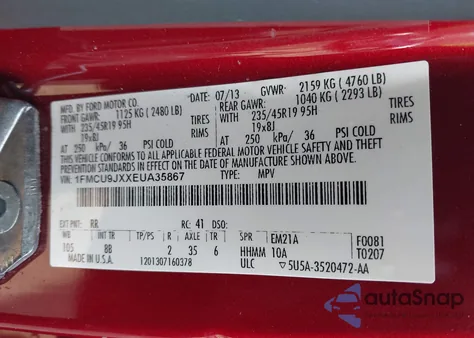 MFD. BY FORD MOTOR CO. 07/13 GVWR: 2159 KG (4760 LB)
FRONT GAWR: 1125 KG (2480 LB) REAR GAWR: 1040 KG (2293 LB)
WITH 235/45R19 95H TIRES WITH 235/45R19 95H TIRES
19x8J RIMS 19x8J RIMS
AT 250 kPa/ 36 PSI COLD AT 250 kPa/ 36 PSI COLD
THIS VEHICLE CONFORMS TO ALL APPLICABLE FEDERAL MOTOR VEHICLE SAFETY AND THEFT
PREVENTION STANDARDS IN EFFECT ON THE DATE OF MANUFACTURE SHOWN ABOVE.
VIN: 1FMCU9JXXEUA35867 TYPE: MPV
EXT PNT: RR RC: 41 DSO:
WB INT TR TP/PS R AXLE TR SPR EM21A F0081
105 BB 2 35 6 HHMM 10A T0207
MADE IN U.S.A. 1201307160378 ULC 5U5A-3520472-AA
autoSnap